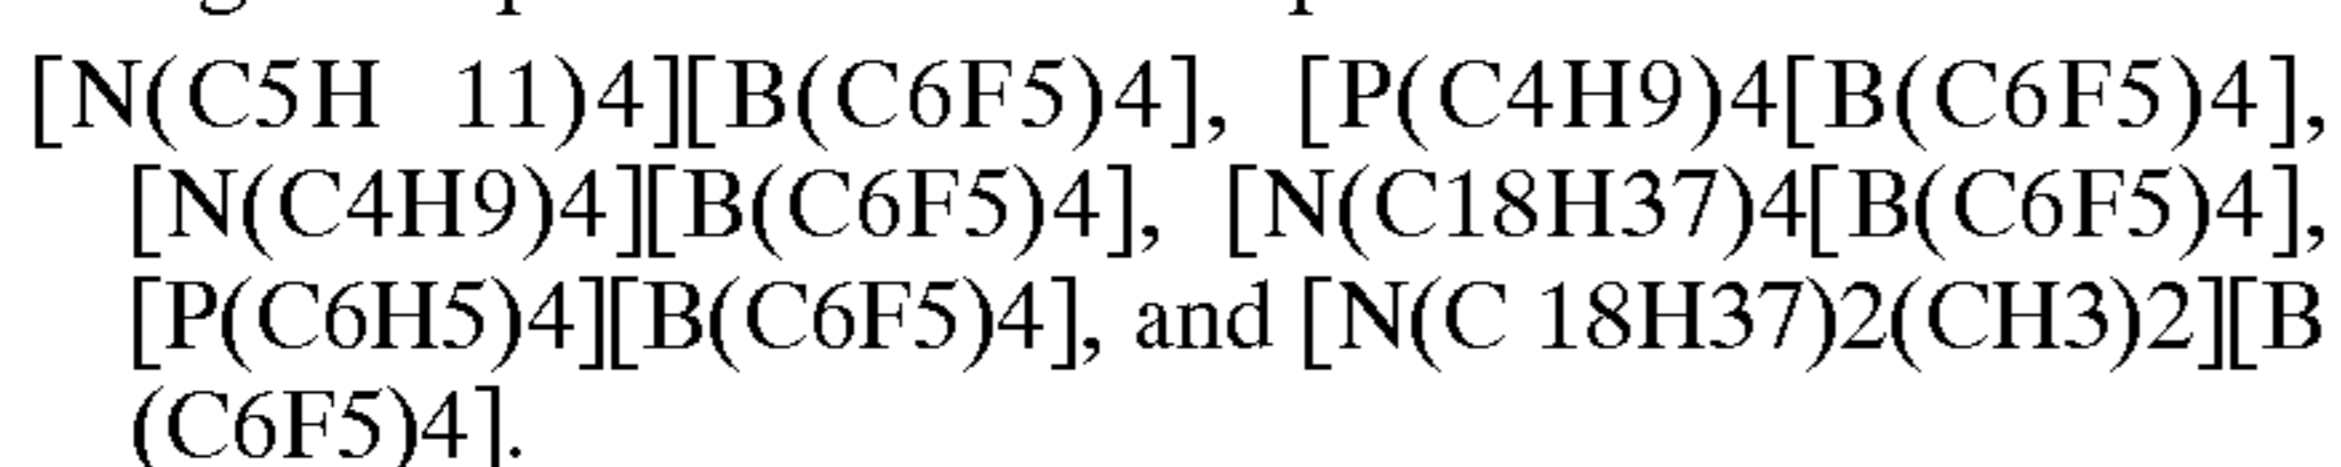 [N(C5H 11)4][B(C6F5)4], [P(C4H9)4[B(C6F5)4],
[N(C4H9)4][B(C6F5)4], [N(C18H37)4[B(C6F5)4],
[P(C6H5)4][B(C6F5)4], and [N(C 18H37)2(CH3)2][B
(C6F5)4].